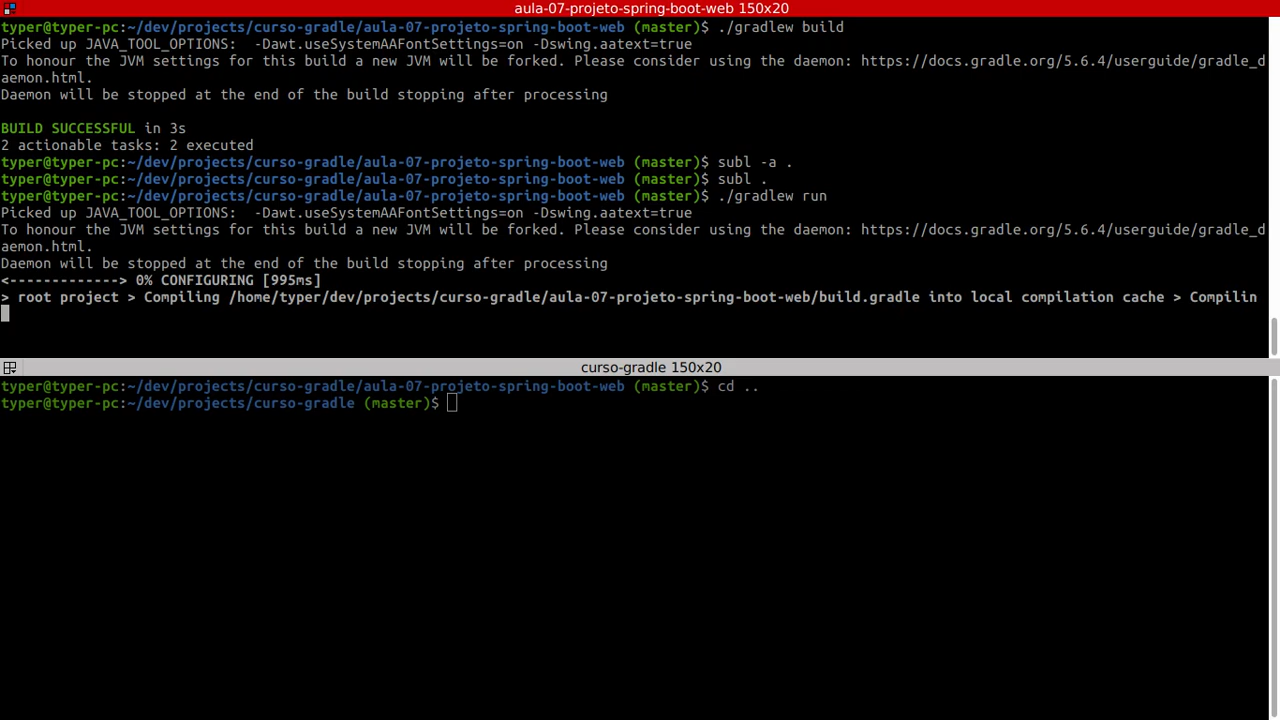 aula-07-projeto-spring-boot-web 150x20
typer@typer-pc:~/dev/projects/curso-gradle/aula-07-projeto-spring-boot-web (master)$ ./gradlew build
Picked up JAVA_TOOL_OPTIONS:  -Dawt.useSystemAAFontSettings=on -Dswing.aatext=true
To honour the JVM settings for this build a new JVM will be forked. Please consider using the daemon: https://docs.gradle.org/5.6.4/userguide/gradle_d
aemon.html.
Daemon will be stopped at the end of the build stopping after processing
BUILD SUCCESSFUL in 3s
2 actionable tasks: 2 executed
typer@typer-pc:~/dev/projects/curso-gradle/aula-07-projeto-spring-boot-web (master)$ subl -a .
typer@typer-pc:~/dev/projects/curso-gradle/aula-07-projeto-spring-boot-web (master)$ subl .
typer@typer-pc:~/dev/projects/curso-gradle/aula-07-projeto-spring-boot-web (master)$ ./gradlew run
Picked up JAVA_TOOL_OPTIONS:  -Dawt.useSystemAAFontSettings=on -Dswing.aatext=true
To honour the JVM settings for this build a new JVM will be forked. Please consider using the daemon: https://docs.gradle.org/5.6.4/userguide/gradle_d
aemon.html.
Daemon will be stopped at the end of the build stopping after processing
<-------------> 0% CONFIGURING [995ms]
> root project > Compiling /home/typer/dev/projects/curso-gradle/aula-07-projeto-spring-boot-web/build.gradle into local compilation cache > Compilin
curso-gradle 150x20
typer@typer-pc:~/dev/projects/curso-gradle/aula-07-projeto-spring-boot-web (master)$ cd ..
typer@typer-pc:~/dev/projects/curso-gradle (master)$